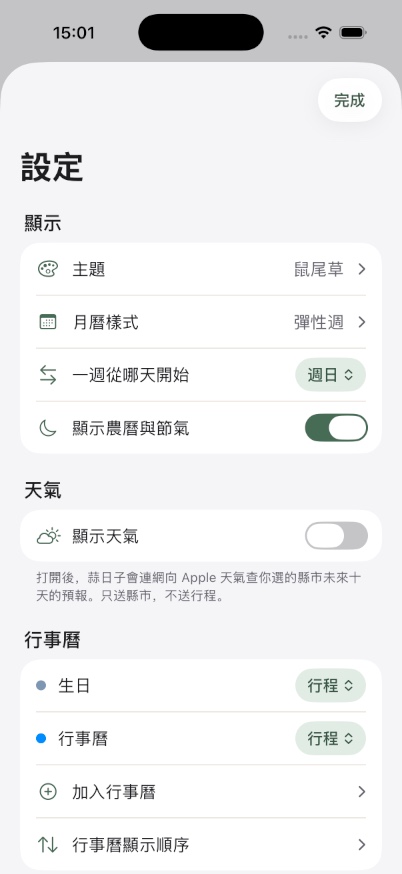 15:01
完成
設定
顯示
主題
鼠尾草
月曆樣式
彈性週
一週從哪天開始
週日
顯示農曆與節氣
天氣
顯示天氣
打開後，蒜日子會連網向 Apple 天氣查你選的縣市未來十
天的預報。只送縣市，不送行程。
行事曆
生日
行程
行事曆
行程
加入行事曆
行事曆顯示順序